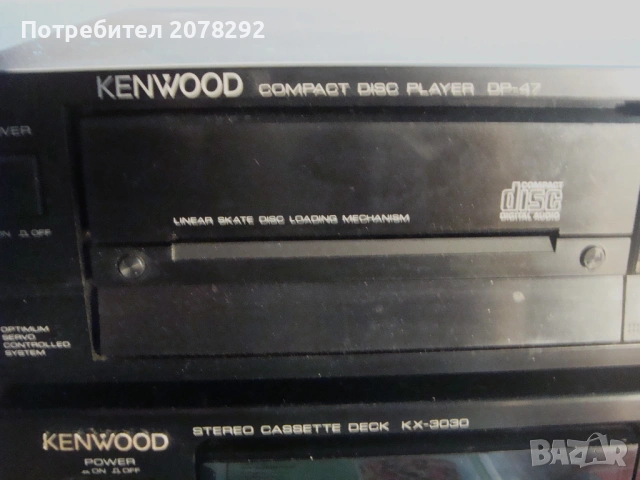 Потребител 2078292
KENWOOD COMPACT DISC PLAYER DP-47
ON OFF
LINEAR SKATE DISC LOADING MECHANISM
COMPACT
disc
DIGITAL AUDIO
OPTIMUM
SERVO
CONTROLLED
SYSTEM
KENWOOD STEREO CASSETTE DECK KX-3030
POWER
ON OFF
BAZAR